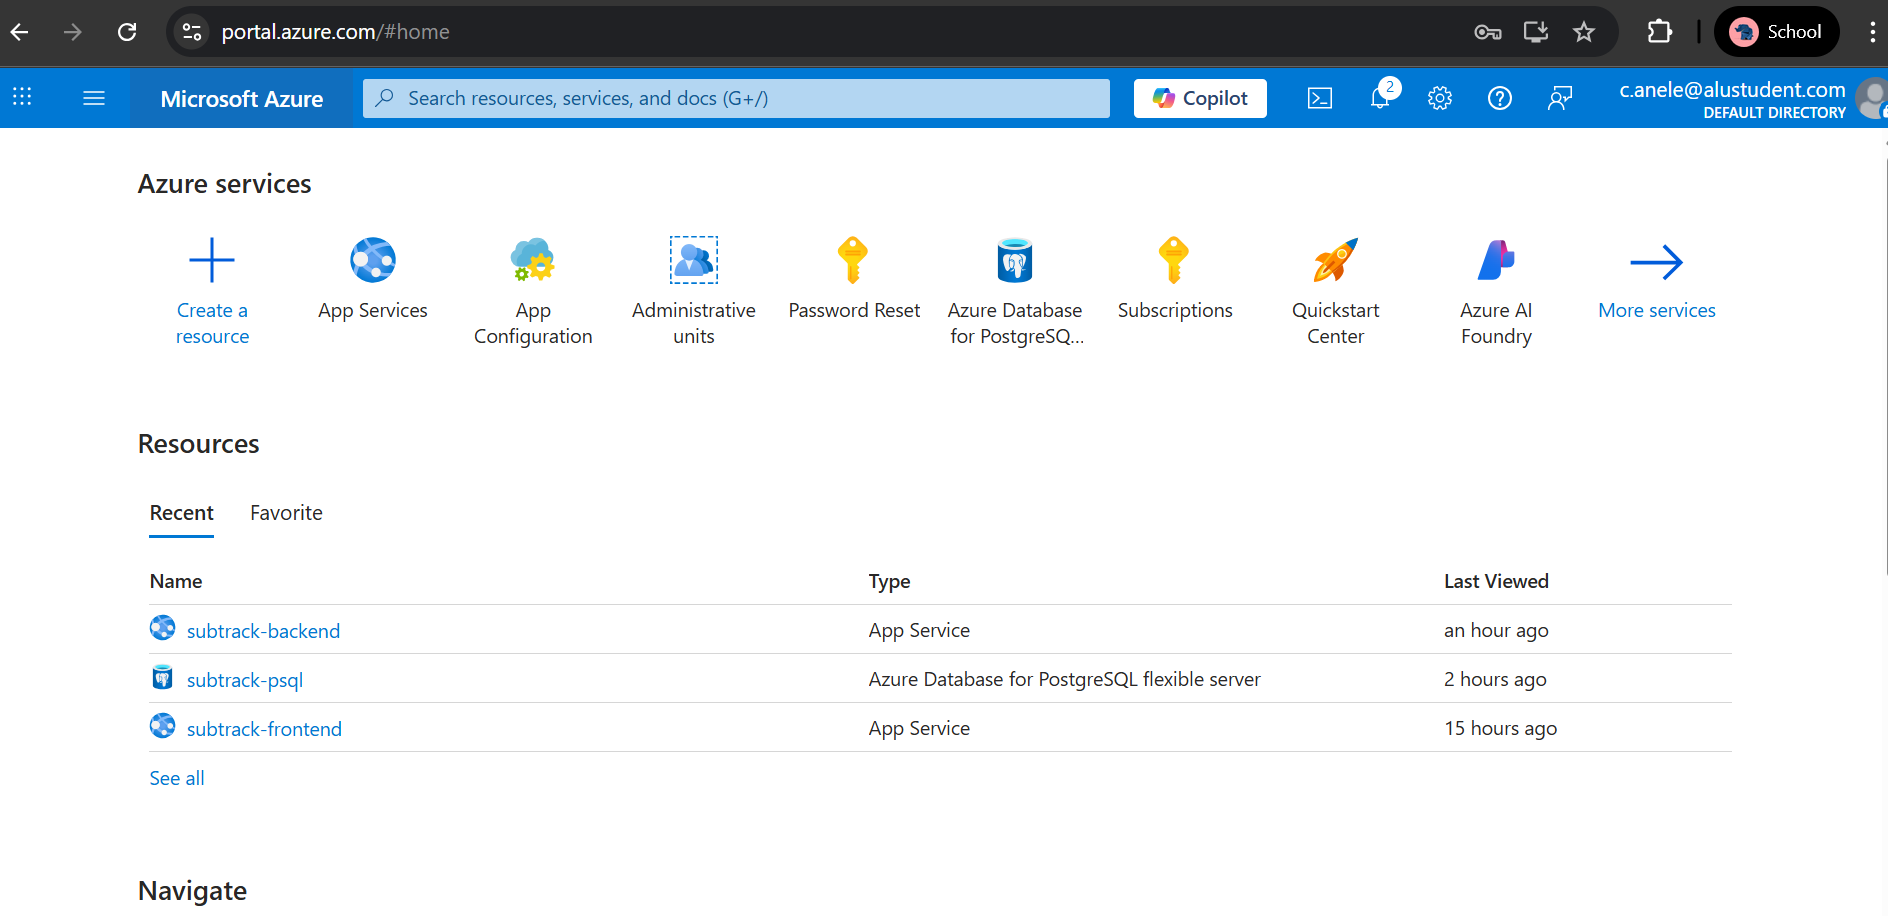 portal.azure.com/#home
School
Microsoft Azure
Search resources, services, and docs (G+/)
Copilot
2
c.anele@alustudent.com
DEFAULT DIRECTORY
Azure services
Create a
resource
App Services
App
Configuration
Administrative
units
Password Reset
Azure Database
for PostgreSQ...
Subscriptions
Quickstart
Center
Azure AI
Foundry
More services
Resources
Recent
Favorite
Name
Type
Last Viewed
subtrack-backend
App Service
an hour ago
subtrack-psql
Azure Database for PostgreSQL flexible server
2 hours ago
subtrack-frontend
App Service
15 hours ago
See all
Navigate